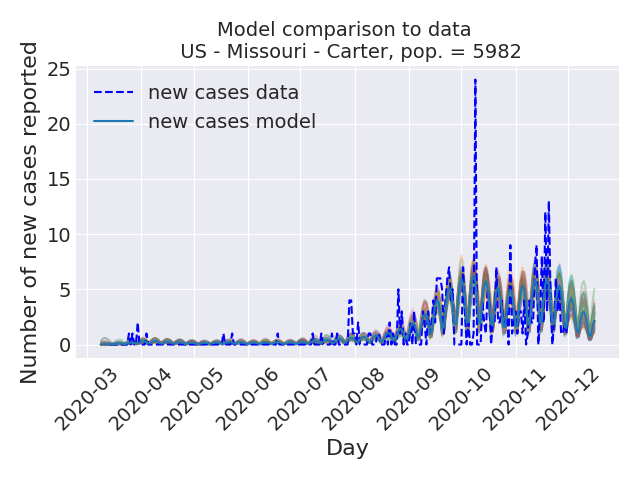 Model comparison to data
US - Missouri - Carter, pop. = 5982
Number of new cases reported
25
20
15
10
5
0
new cases data
new cases model
2020-03
2020-04
2020-05
2020-06
2020-07
2020-08
2020-09
2020-10
2020-11
2020-12
Day